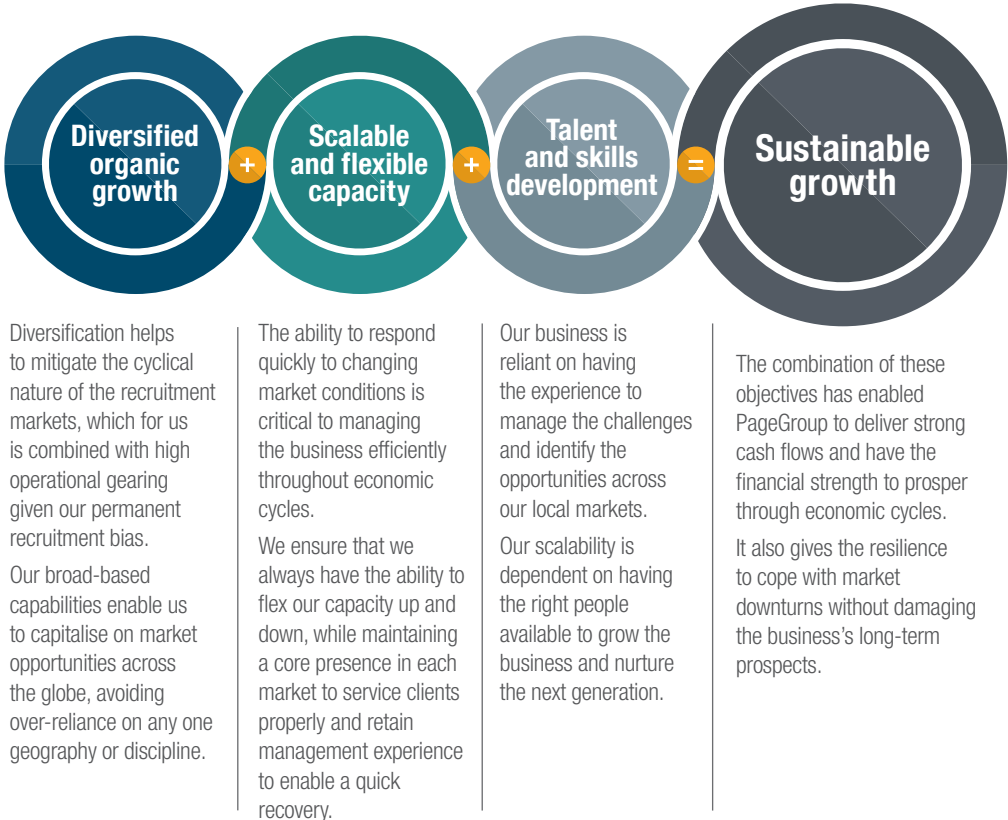 Diversified
organic
growth
+
Scalable
and flexible
capacity
+
Talent
and skills
development
=
Sustainable
growth
Diversification helps
to mitigate the cyclical
nature of the recruitment
markets, which for us
is combined with high
operational gearing
given our permanent
recruitment bias.
Our broad-based
capabilities enable us
to capitalise on market
opportunities across
the globe, avoiding
over-reliance on any one
geography or discipline.
The ability to respond
quickly to changing
market conditions is
critical to managing
the business efficiently
throughout economic
cycles.
We ensure that we
always have the ability to
flex our capacity up and
down, while maintaining
a core presence in each
market to service clients
properly and retain
management experience
to enable a quick
recovery.
Our business is
reliant on having
the experience to
manage the challenges
and identify the
opportunities across
our local markets.
Our scalability is
dependent on having
the right people
available to grow the
business and nurture
the next generation.
The combination of these
objectives has enabled
PageGroup to deliver strong
cash flows and have the
financial strength to prosper
through economic cycles.
It also gives the resilience
to cope with market
downturns without damaging
the business's long-term
prospects.